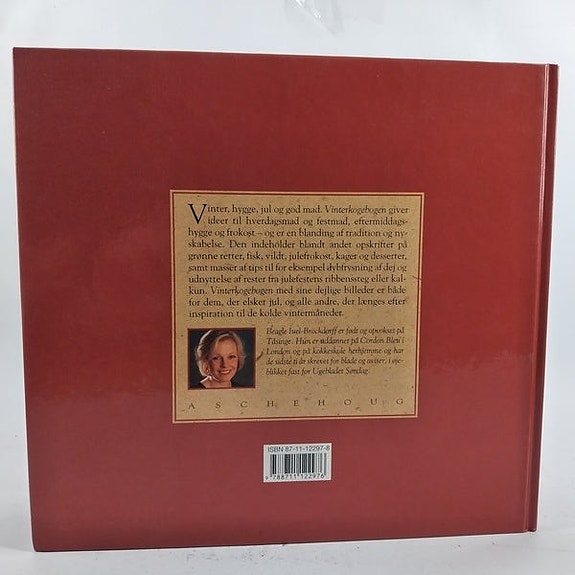 Vinter, hygge, jul og god mad. Vinterkogebogen giver
ideer til hverdagsmad og festmad, eftermiddags-
hygge og frokost – og er en blanding af tradition og ny-
skabelse. Den indeholder blandt andet opskrifter på
grønne retter, fisk, vildt, julefrokost, kager og desserter,
samt masser af tips til for eksempel dybfrysning af dej og
udnyttelse af rester fra julefestens ribbenssteg eller kal-
kun. Vinterkogebogen med sine dejlige billeder er både
for dem, der elsker jul, og alle andre, der længes efter
inspiration til de kolde vintermåneder.
Beagle Juel-Brockdorff er født og opvokset på
Tåsinge. Hun er uddannet på Cordon Bleu i
London og på kokkeskole herhjemme og har
de sidste ti år skrevet for blade og aviser, i øje-
blikket fast for Ugebladet Søndag.
ASCHEHOUG
ISBN 87-11-12297-8
9 788711 122976